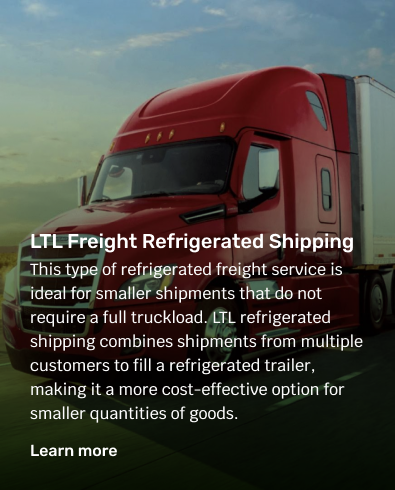 LTL Freight Refrigerated Shipping
This type of refrigerated freight service is
ideal for smaller shipments that do not
require a full truckload. LTL refrigerated
shipping combines shipments from multiple
customers to fill a refrigerated trailer,
making it a more cost-effective option for
smaller quantities of goods.
Learn more